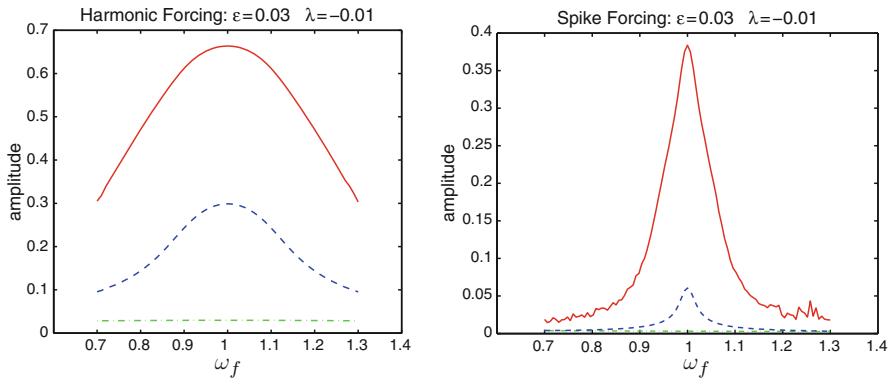 Harmonic Forcing: ε=0.03 λ=−0.01
0.7
0.6
0.5
0.4
0.3
0.2
0.1
0
amplitude
0.7 0.8 0.9 1 1.1 1.2 1.3 1.4
ω_f
Spike Forcing: ε=0.03 λ=−0.01
0.4
0.35
0.3
0.25
0.2
0.15
0.1
0.05
0
amplitude
0.7 0.8 0.9 1 1.1 1.2 1.3 1.4
ω_f